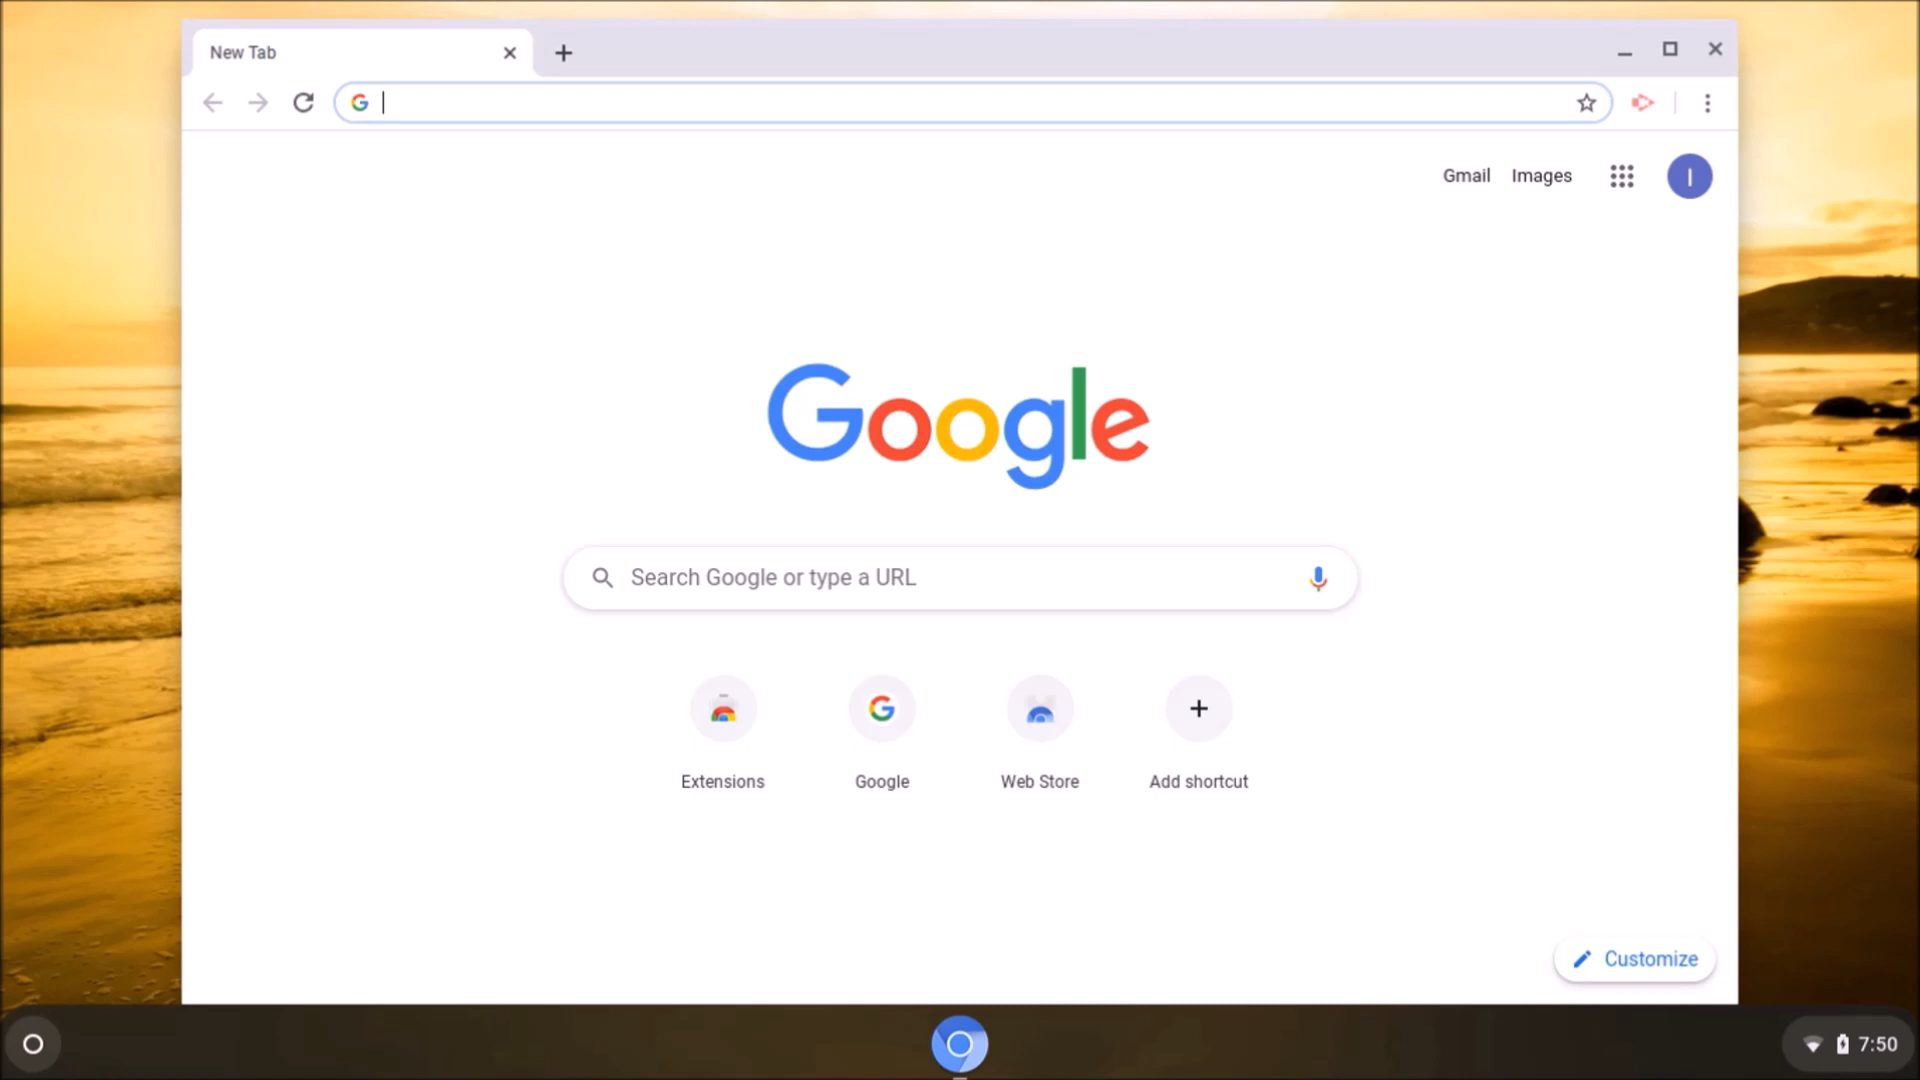 New Tab
Gmail Images
I
Google
Search Google or type a URL
Extensions Google Web Store Add shortcut
Customize
7:50